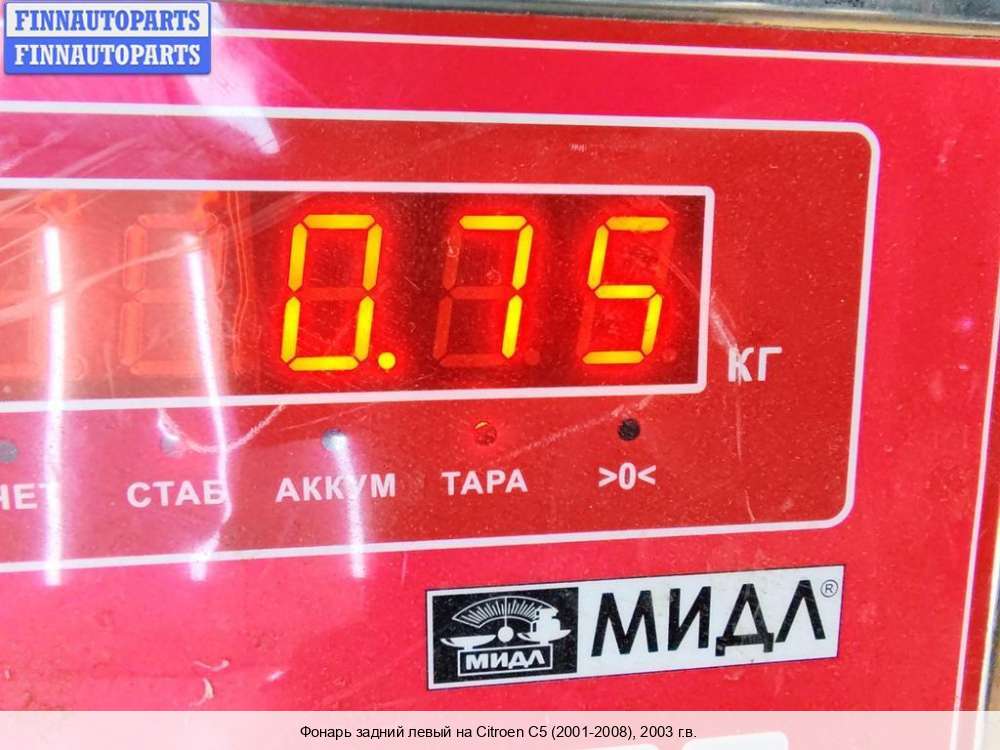 FINNAUTOPARTS
FINNAUTOPARTS
0.75
КГ
СТАБ АККУМ ТАРА >0<
МИДЛ
МИДЛ®
Фонарь задний левый на Citroen C5 (2001-2008), 2003 г.в.